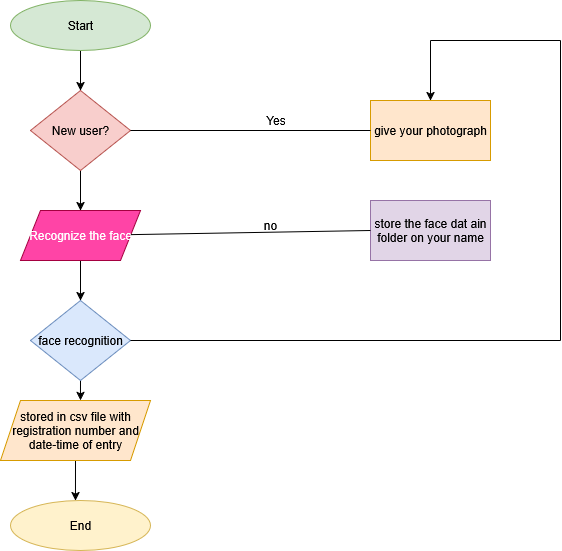 Start
New user?
Yes
give your photograph
Recognize the face
no
store the face dat ain
folder on your name
face recognition
stored in csv file with
registration number and
date-time of entry
End